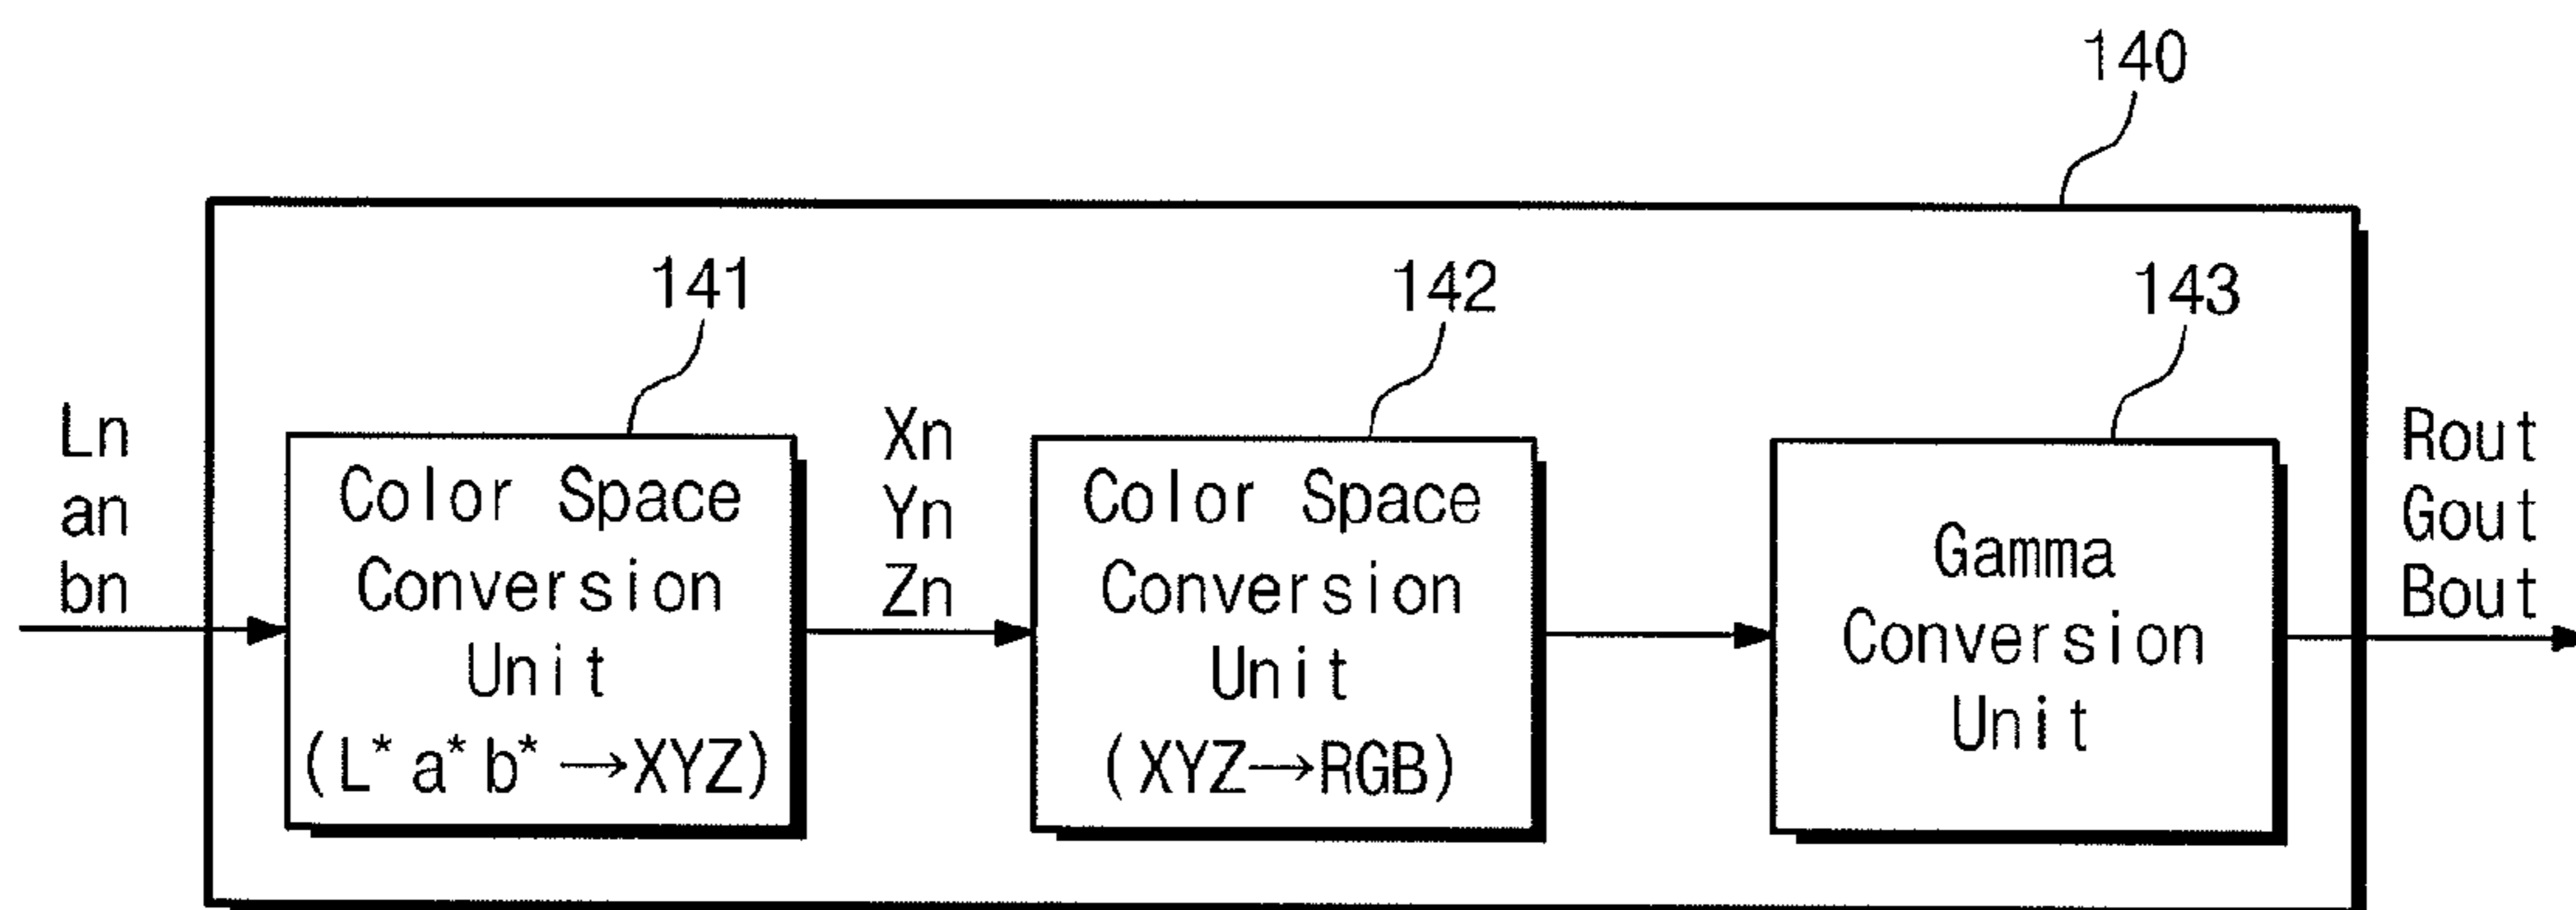 140
141
142
143
Ln
an
bn
Color Space
Conversion
Unit
(L* a* b* →XYZ)
Xn
Yn
Zn
Color Space
Conversion
Unit
(XYZ→RGB)
Gamma
Conversion
Unit
Rout
Gout
Bout